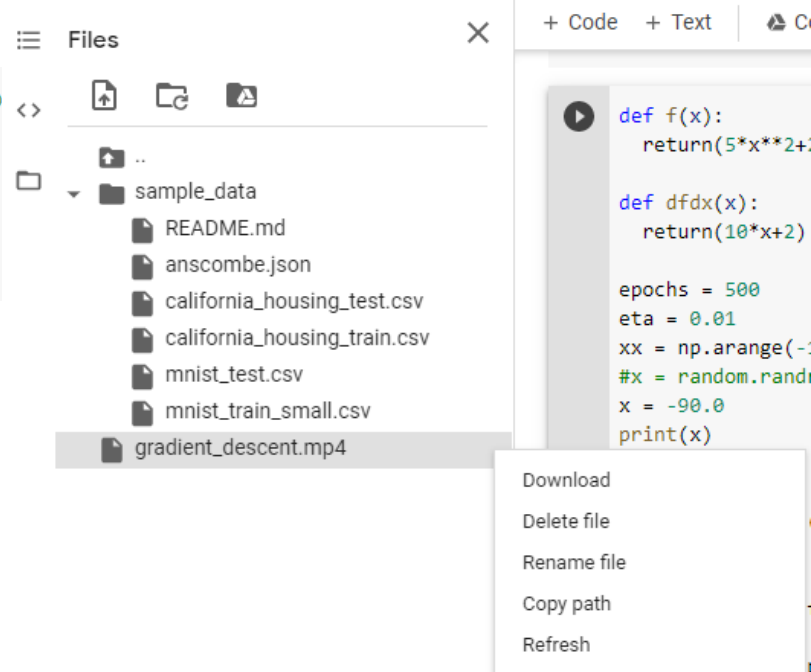 Files
..
sample_data
README.md
anscombe.json
california_housing_test.csv
california_housing_train.csv
mnist_test.csv
mnist_train_small.csv
gradient_descent.mp4
+ Code + Text
def f(x):
  return(5*x**2+
def dfdx(x):
  return(10*x+2)
epochs = 500
eta = 0.01
xx = np.arange(-
#x = random.rand
x = -90.0
print(x)
Download
Delete file
Rename file
Copy path
Refresh